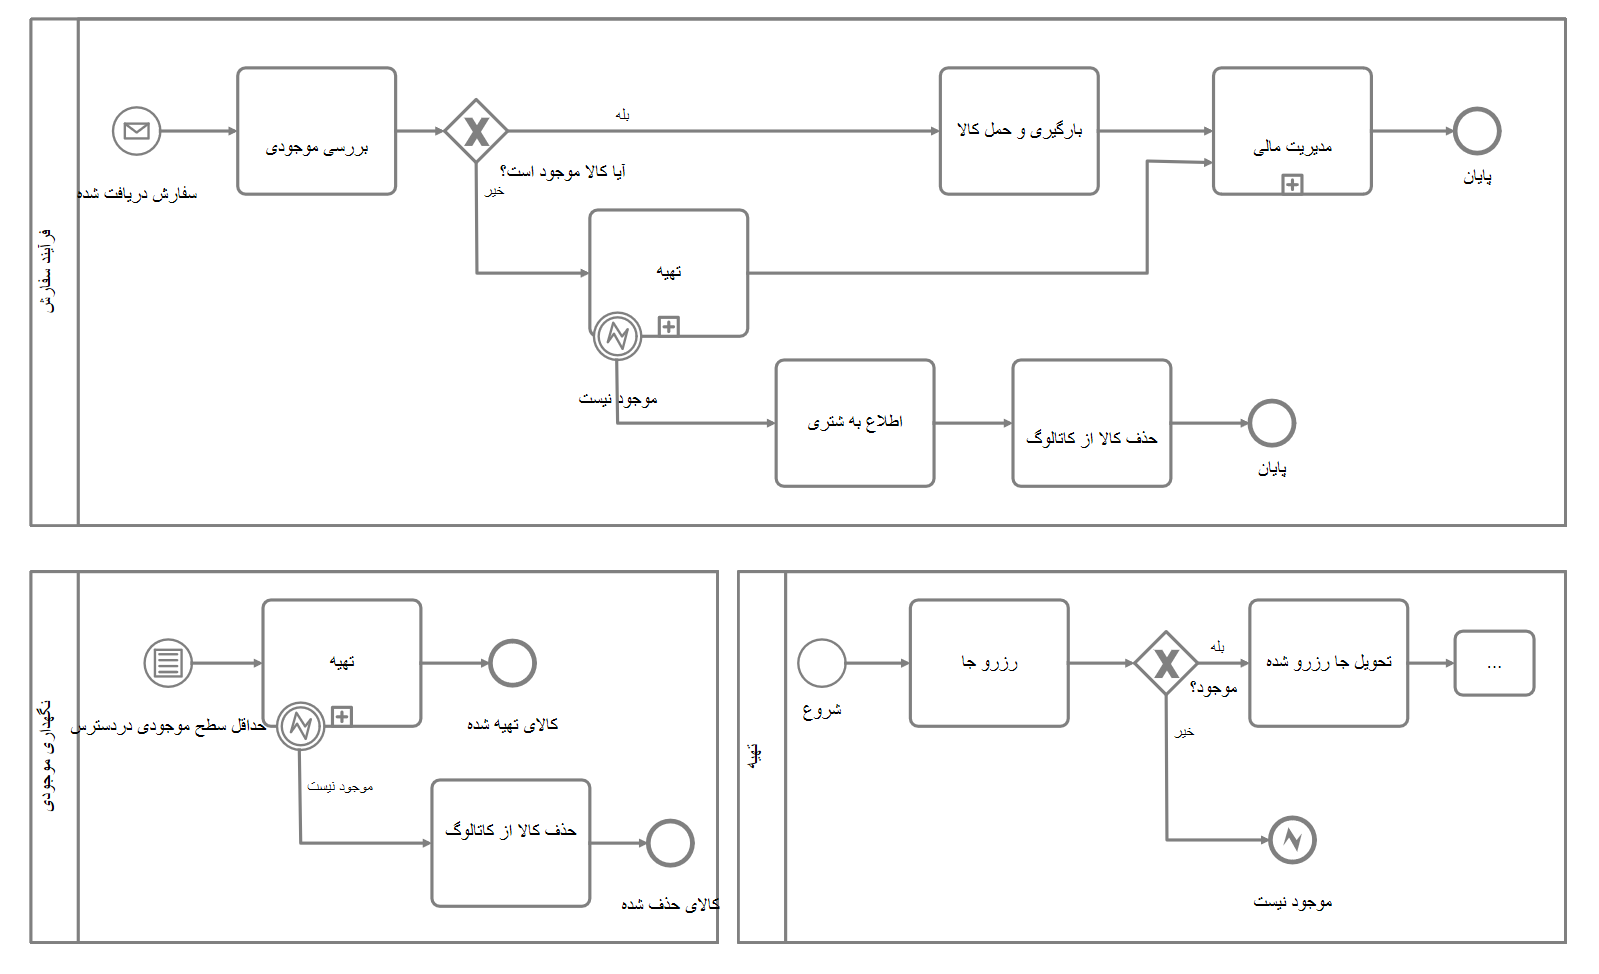 فرآیند سفارش
سفارش دریافت شده
بررسی موجودی
آیا کالا موجود است؟
بله
خیر
بارگیری و حمل کالا
مدیریت مالی
پایان
تهیه
موجود نیست
اطلاع به شتری
حذف کالا از کاتالوگ
پایان
نگهداری موجودی
حداقل سطح موجودی دردسترس
تهیه
کالای تهیه شده
موجود نیست
حذف کالا از کاتالوگ
کالای حذف شده
تهیه
شروع
رزرو جا
موجود؟
بله
خیر
تحویل جا رزرو شده
...
موجود نیست